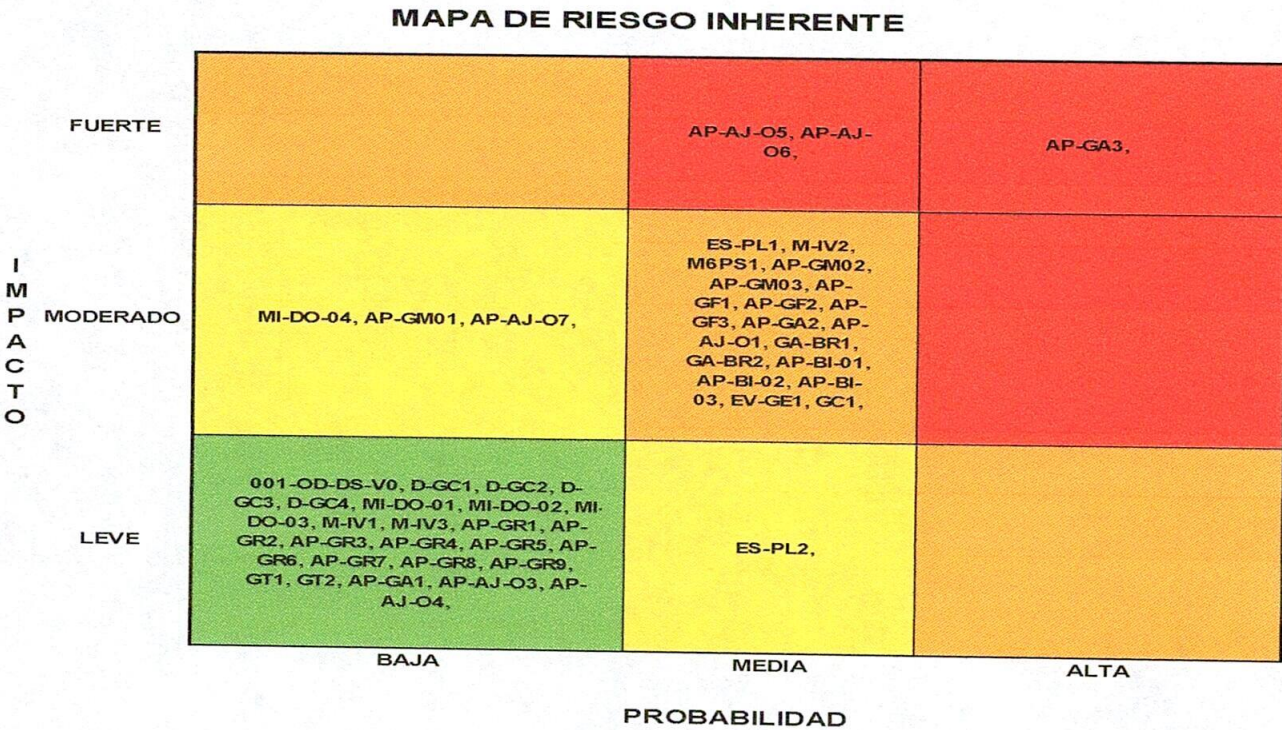 MAPA DE RIESGO INHERENTE
FUERTE
AP-AJ-O5, AP-AJ-
O6,
AP-GA3,
IMPACTO
MODERADO
MI-DO-04, AP-GM01, AP-AJ-O7,
ES-PL1, M-IV2,
M6PS1, AP-GM02,
AP-GM03, AP-
GF1, AP-GF2, AP-
GF3, AP-GA2, AP-
AJ-O1, GA-BR1,
GA-BR2, AP-BI-01,
AP-BI-02, AP-BI-
03, EV-GE1, GC1,
LEVE
001-OD-DS-V0, D-GC1, D-GC2, D-
GC3, D-GC4, MI-DO-01, MI-DO-02, MI-
DO-03, M-IV1, M-IV3, AP-GR1, AP-
GR2, AP-GR3, AP-GR4, AP-GR5, AP-
GR6, AP-GR7, AP-GR8, AP-GR9,
GT1, GT2, AP-GA1, AP-AJ-O3, AP-
AJ-O4,
ES-PL2,
BAJA
MEDIA
ALTA
PROBABILIDAD